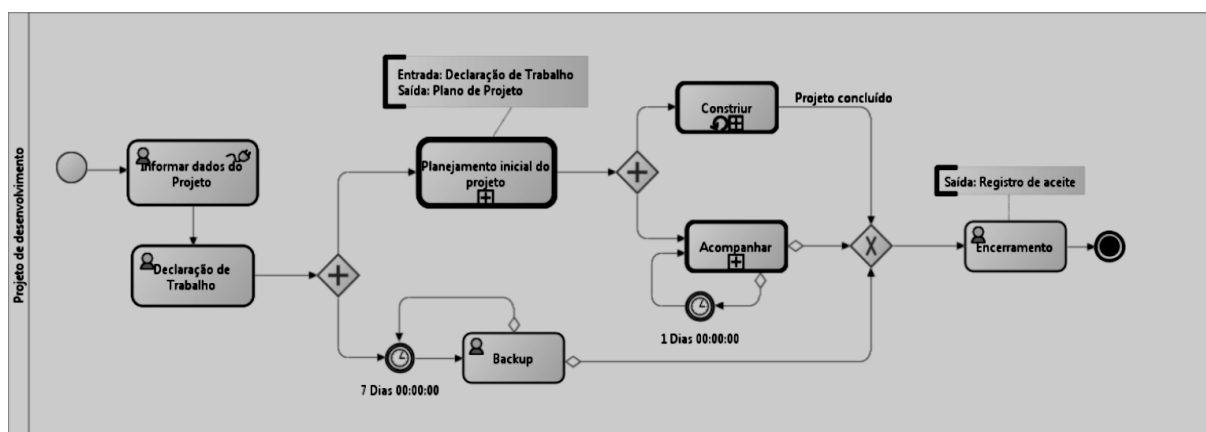 Projeto de desenvolvimento
Informar dados do
Projeto
Declaração de
Trabalho
Entrada: Declaração de Trabalho
Saída: Plano de Projeto
Planejamento inicial do
projeto
Constriur
Projeto concluído
Acompanhar
1 Dias 00:00:00
Backup
7 Dias 00:00:00
Saída: Registro de aceite
Encerramento